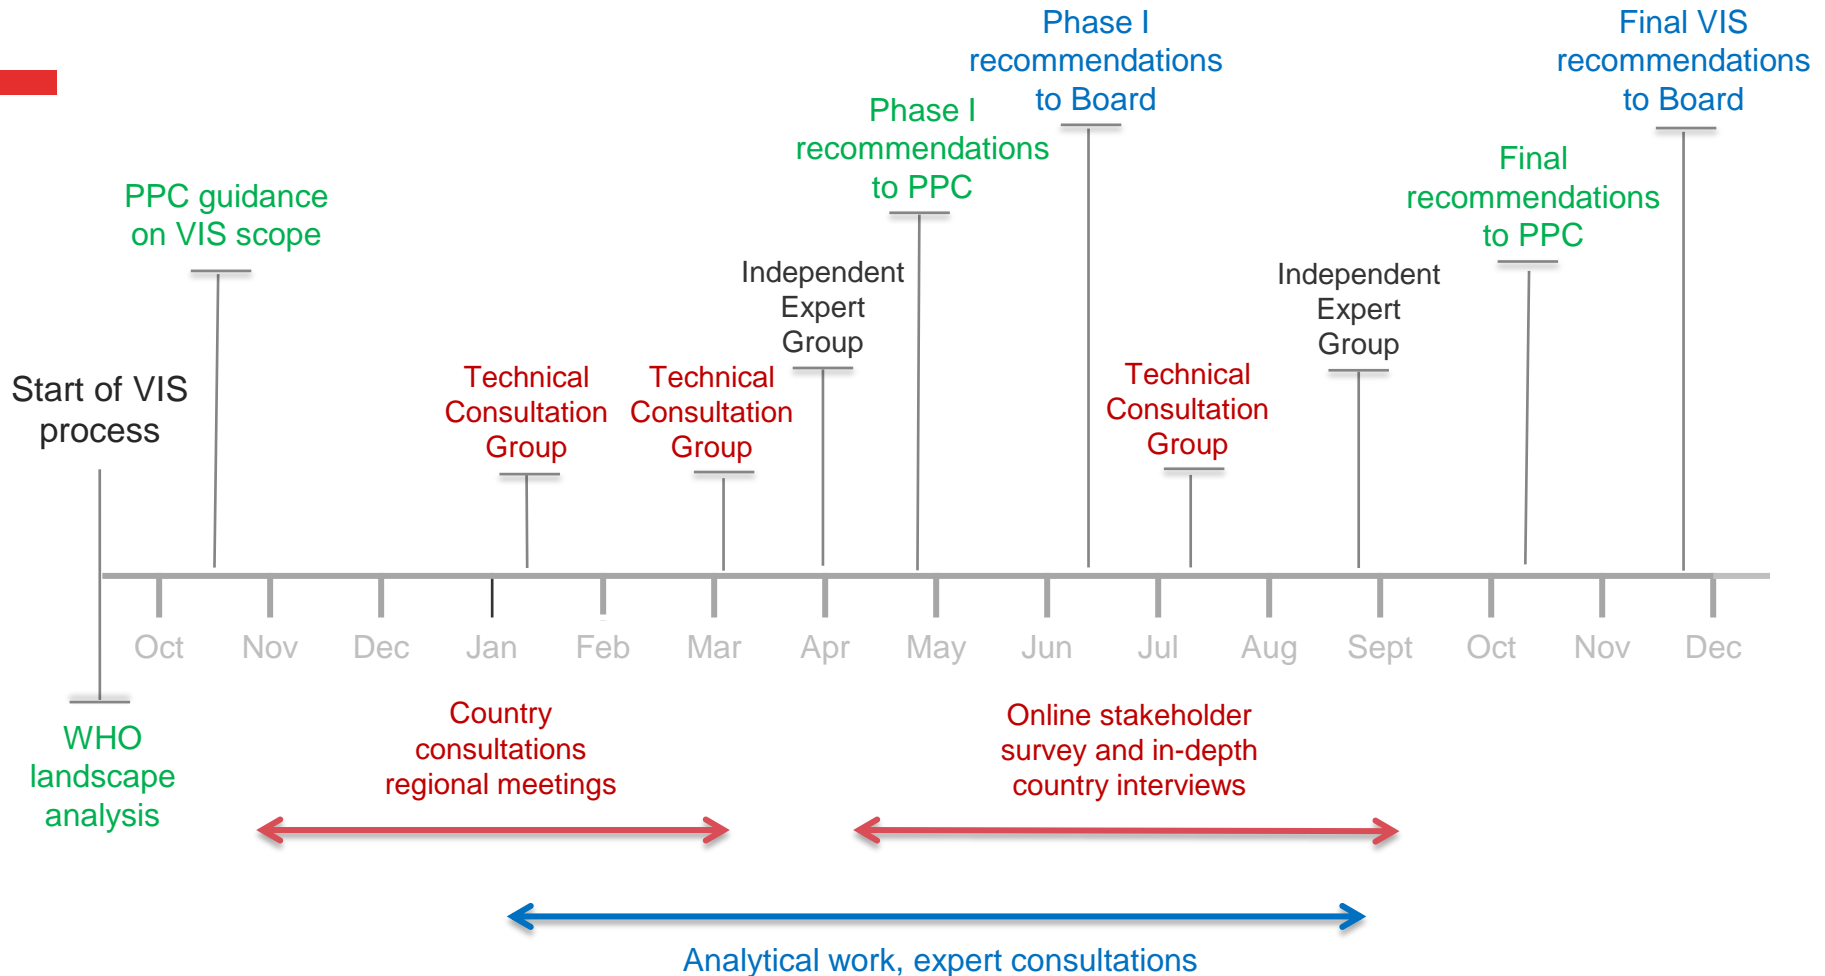 Phase I
recommendations
to Board
Final VIS
recommendations
to Board
Phase I
recommendations
to PPC
Final
recommendations
to PPC
PPC guidance
on VIS scope
Independent
Expert
Group
Independent
Expert
Group
Start of VIS
process
Technical
Consultation
Group
Technical
Consultation
Group
Technical
Consultation
Group
Oct Nov Dec Jan Feb Mar Apr May Jun Jul Aug Sept Oct Nov Dec
WHO
landscape
analysis
Country
consultations
regional meetings
Online stakeholder
survey and in-depth
country interviews
Analytical work, expert consultations